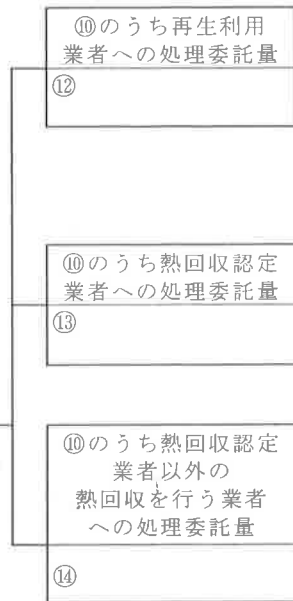 ⑩のうち再生利用
業者への処理委託量
⑫
⑩のうち熱回収認定
業者への処理委託量
⑬
⑩のうち熱回収認定
業者以外の
熱回収を行う業者
への処理委託量
⑭